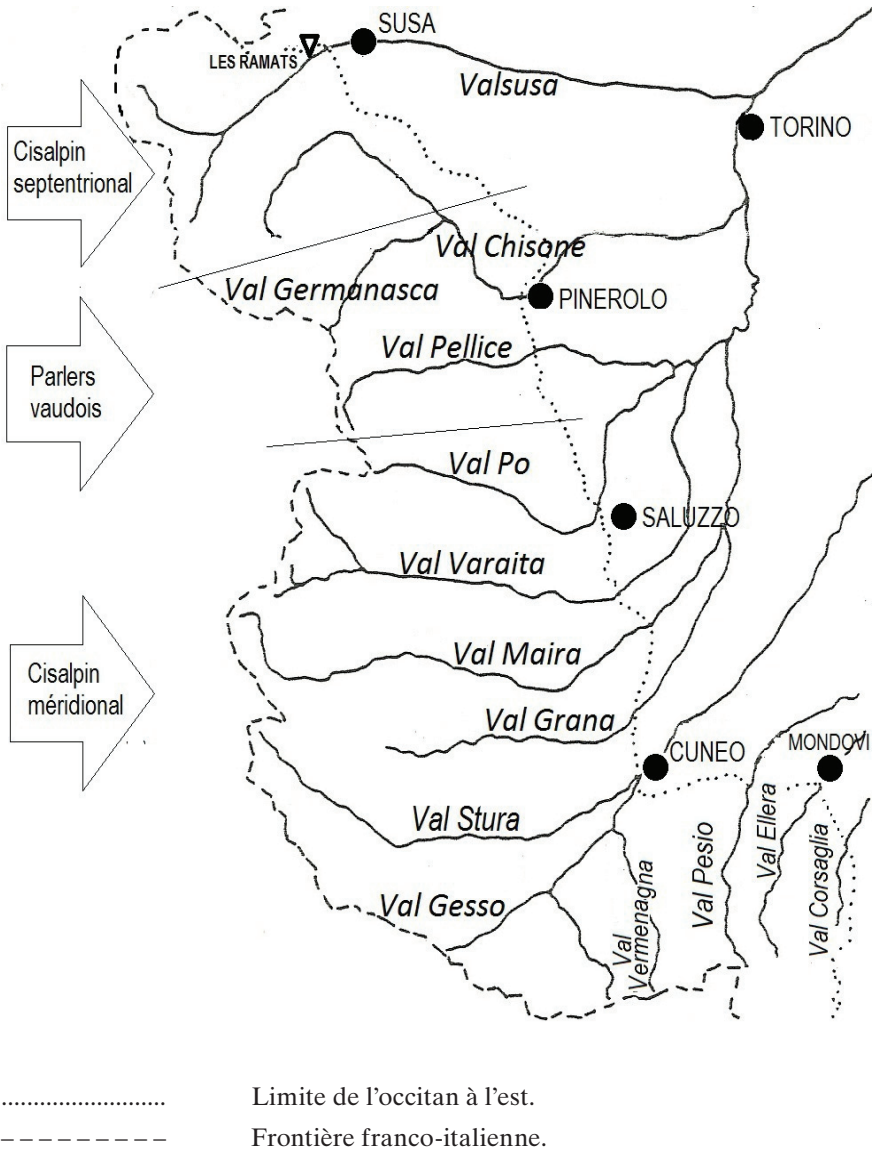 SUSA
LES RAMATS
Valsusa
TORINO
Cisalpin
septentrional
Val Chisone
Val Germanasca
PINEROLO
Val Pellice
Parlers
vaudois
Val Po
SALUZZO
Val Varaita
Val Maira
Cisalpin
méridional
Val Grana
CUNEO
MONDOVI
Val Stura
Val Ellera
Val Pesio
Val Corsaglia
Val Gesso
Val
Vermenagna
Limite de l’occitan à l’est.
Frontière franco-italienne.